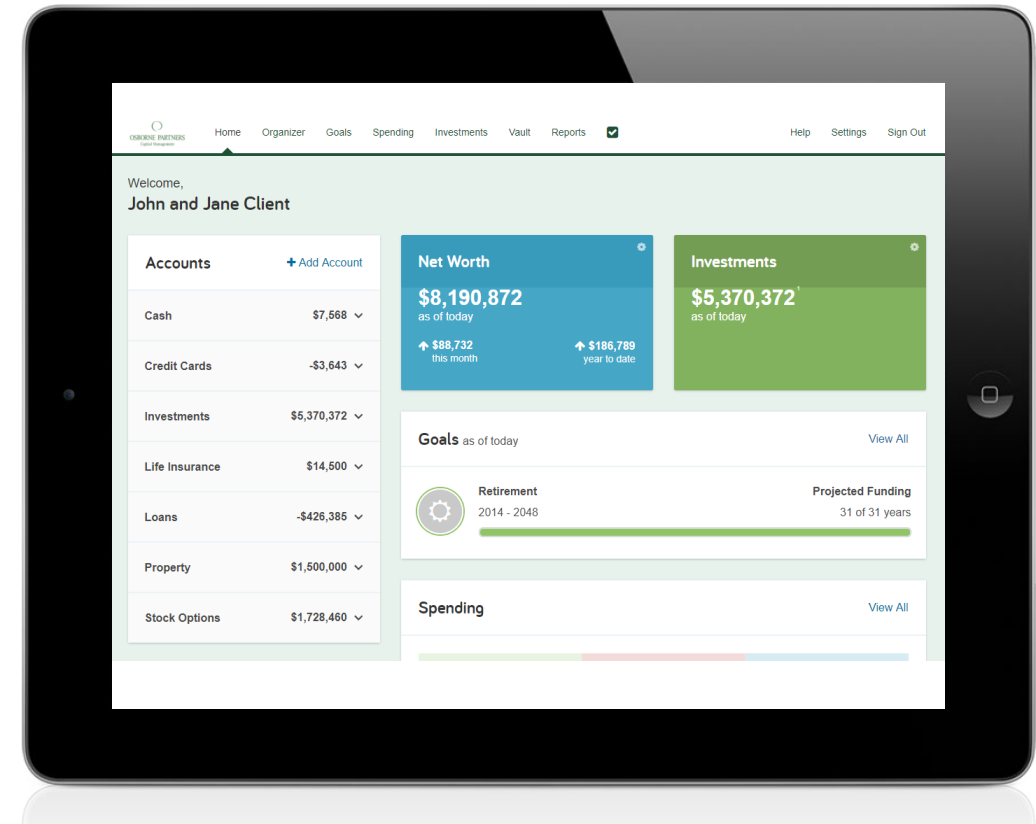 OSBORNE PARTNERS
Capital Management
Home Organizer Goals Spending Investments Vault Reports Help Settings Sign Out
Welcome,
John and Jane Client
Accounts + Add Account
Cash $7,568
Credit Cards -$3,643
Investments $5,370,372
Life Insurance $14,500
Loans -$426,385
Property $1,500,000
Stock Options $1,728,460
Net Worth
$8,190,872
as of today
$88,732
this month
$186,789
year to date
Investments
$5,370,372
as of today
Goals as of today View All
Retirement Projected Funding
2014 - 2048 31 of 31 years
Spending View All